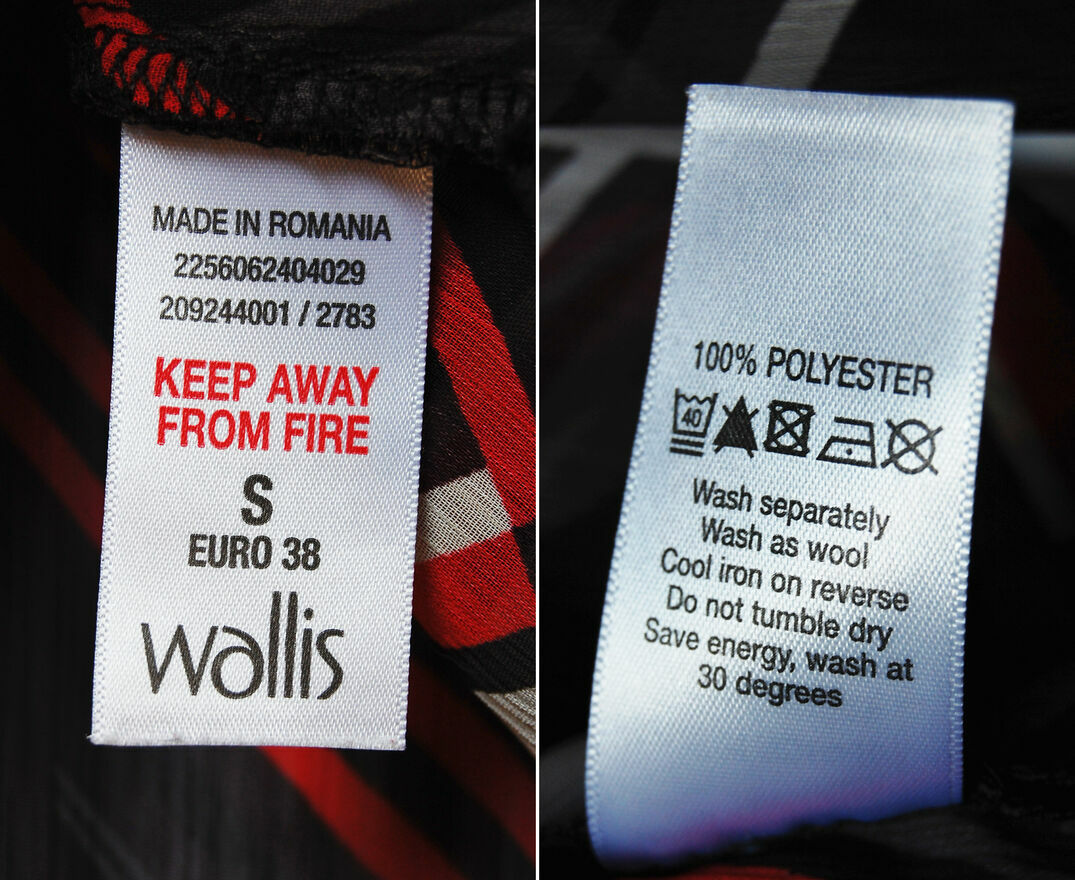 MADE IN ROMANIA
2256062404029
209244001 / 2783
KEEP AWAY
FROM FIRE
S
EURO 38
wallis
100% POLYESTER
40
Wash separately
Wash as wool
Cool iron on reverse
Do not tumble dry
Save energy, wash at
30 degrees